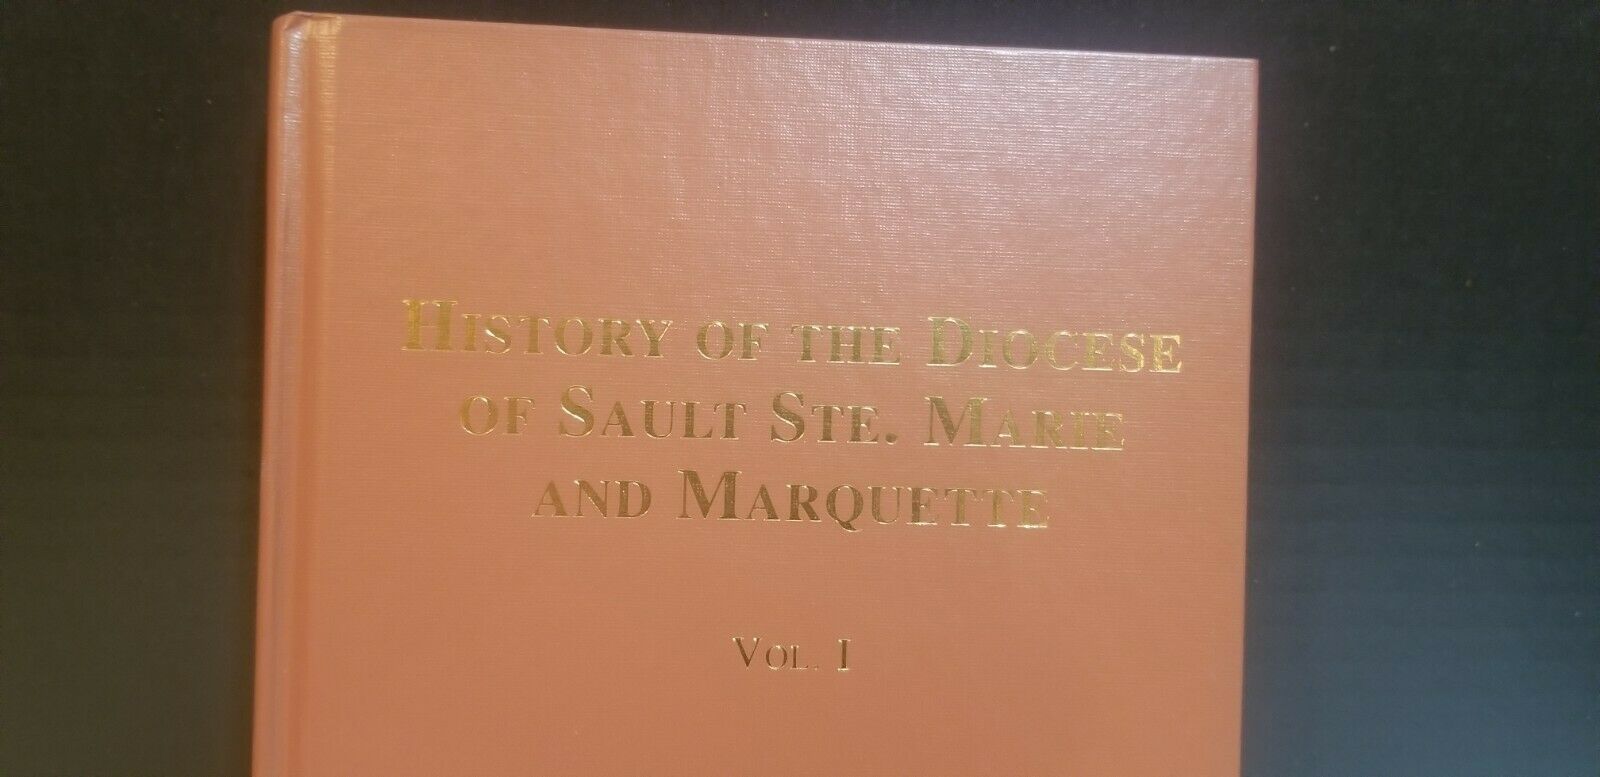 HISTORY OF THE DIOCESE
OF SAULT STE. MARIE
AND MARQUETTE
VOL. I